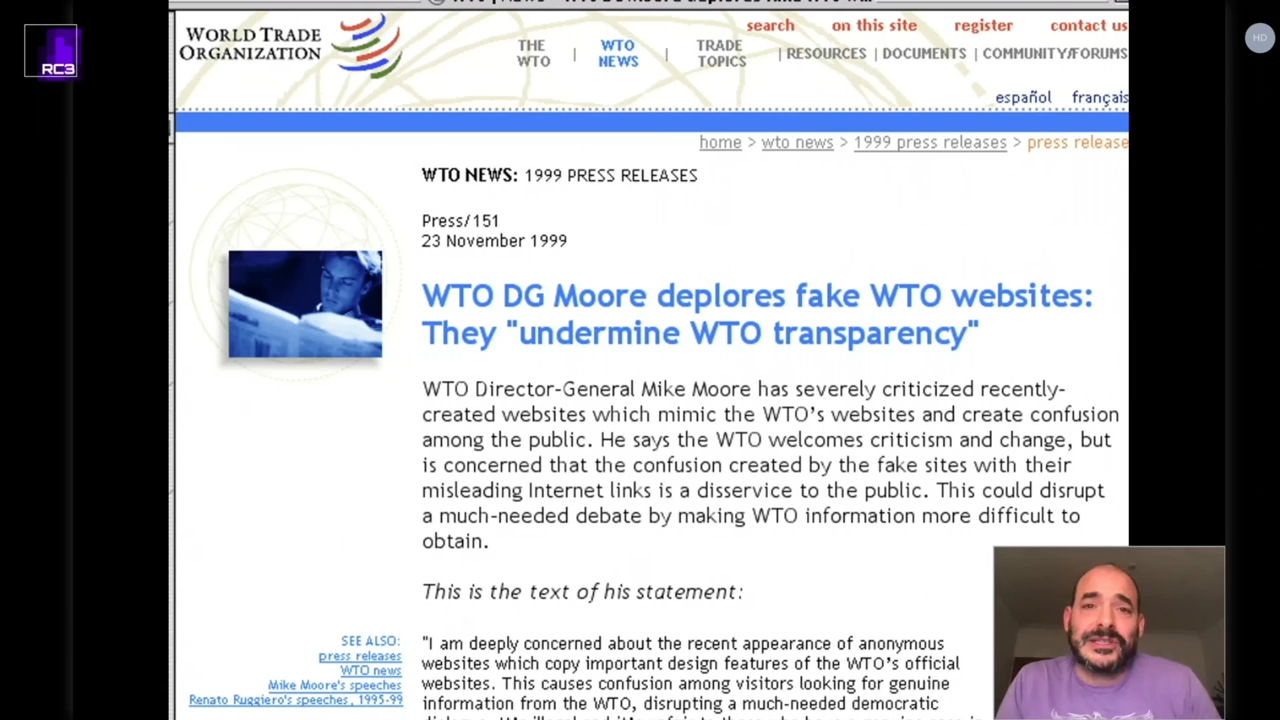 RC3
HD
WORLD TRADE
ORGANIZATION
search on this site register contact us
THE
WTO
WTO
NEWS
TRADE
TOPICS
RESOURCES
DOCUMENTS
COMMUNITY/FORUMS
español français
home > wto news > 1999 press releases > press release
WTO NEWS: 1999 PRESS RELEASES
Press/151
23 November 1999
WTO DG Moore deplores fake WTO websites:
They "undermine WTO transparency"
WTO Director-General Mike Moore has severely criticized recently-
created websites which mimic the WTO's websites and create confusion
among the public. He says the WTO welcomes criticism and change, but
is concerned that the confusion created by the fake sites with their
misleading Internet links is a disservice to the public. This could disrupt
a much-needed debate by making WTO information more difficult to
obtain.
This is the text of his statement:
SEE ALSO:
press releases
WTO news
Mike Moore's speeches
Renato Ruggiero's speeches, 1995-99
"I am deeply concerned about the recent appearance of anonymous
websites which copy important design features of the WTO's official
websites. This causes confusion among visitors looking for genuine
information from the WTO, disrupting a much-needed democratic